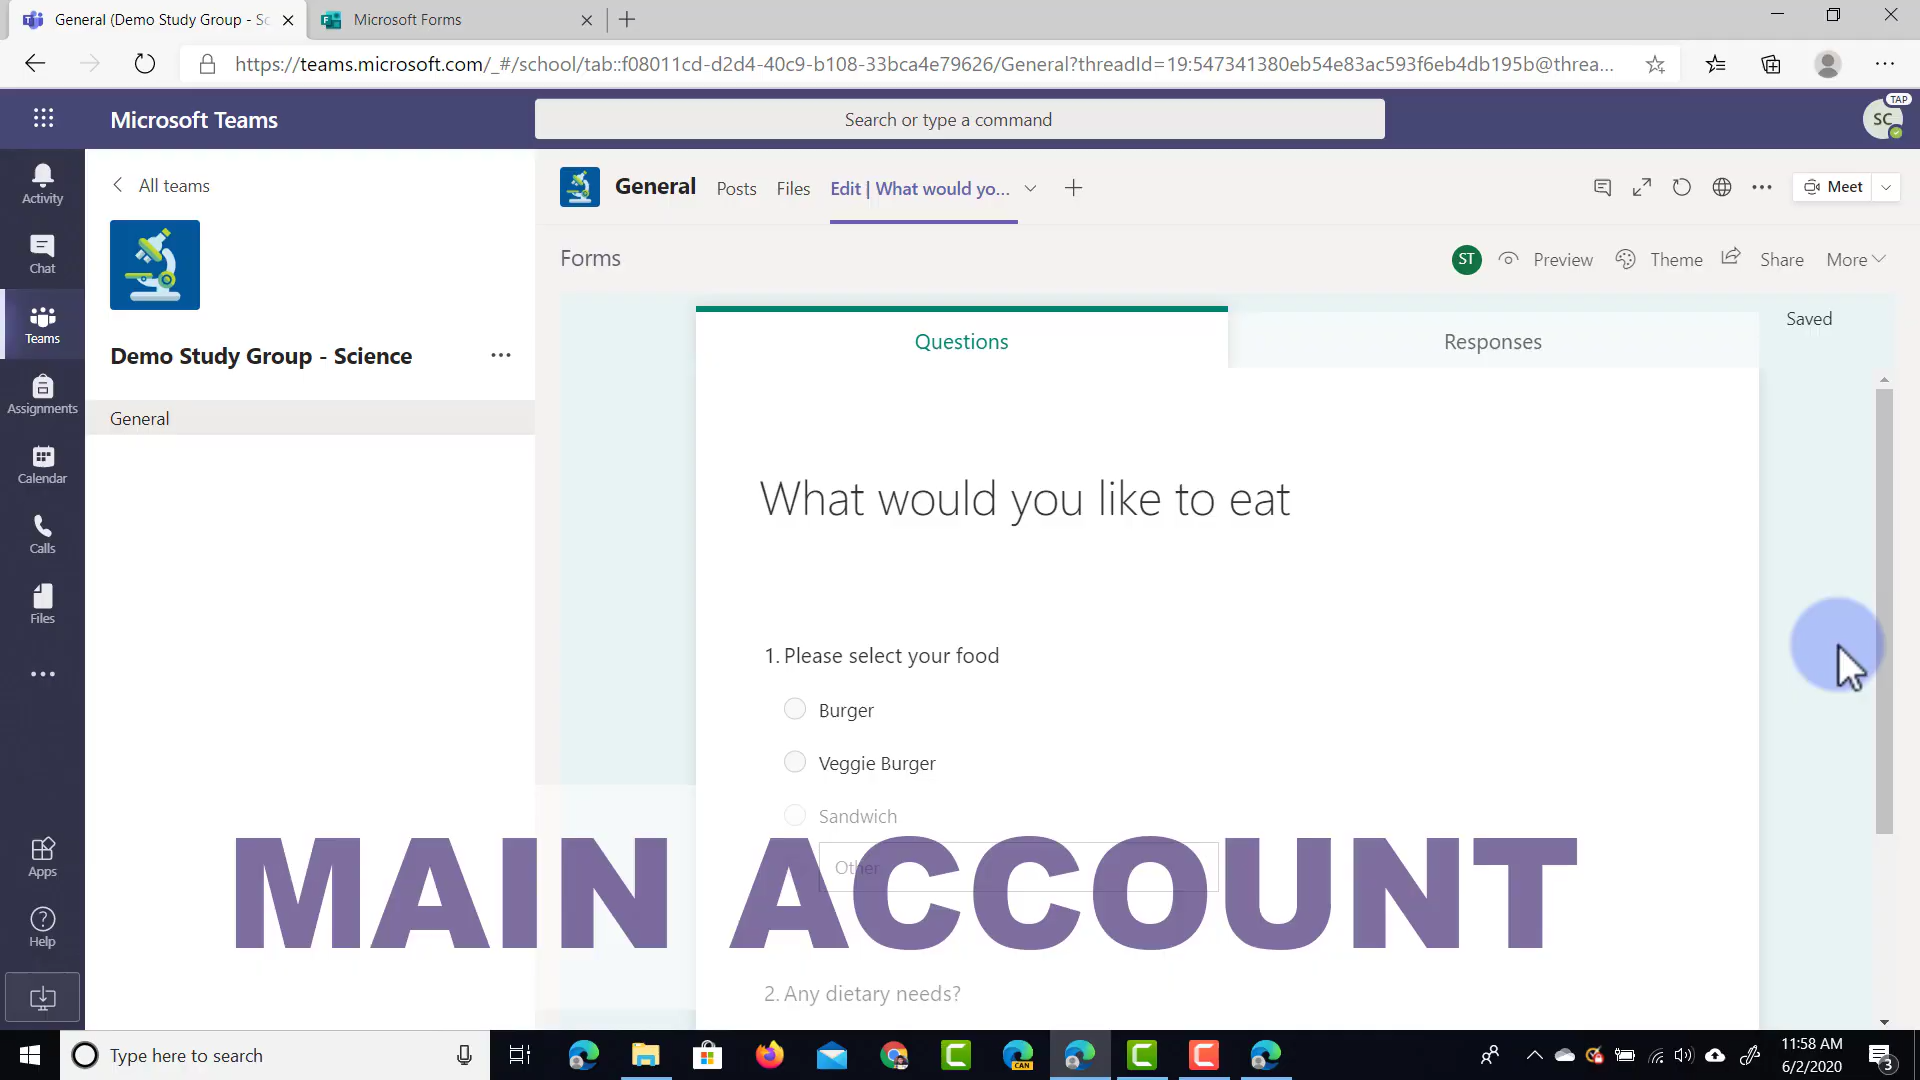 General (Demo Study Group - Sc
Microsoft Forms
https://teams.microsoft.com/_#/school/tab::f08011cd-d2d4-40c9-b108-33bca4e79626/General?threadId=19:547341380eb54e83ac593f6eb4db195b@threa...
Microsoft Teams
Search or type a command
TAP
SC
Activity
Chat
Teams
Assignments
Calendar
Calls
Files
Apps
Help
All teams
Demo Study Group - Science
General
General
Posts
Files
Edit | What would yo...
Meet
Forms
ST
Preview
Theme
Share
More
Questions
Responses
Saved
What would you like to eat
1. Please select your food
Burger
Veggie Burger
Sandwich
Other
MAIN ACCOUNT
2. Any dietary needs?
Type here to search
CAN
11:58 AM
6/2/2020
3